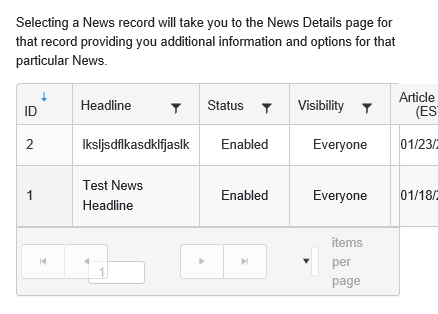 Selecting a News record will take you to the News Details page for
that record providing you additional information and options for that
particular News.
ID Headline Status Visibility Article
(ES
2 lksljsdflkasdklfjaslk Enabled Everyone 01/23/
1 Test News
Headline Enabled Everyone 01/18/
1
items
per
page